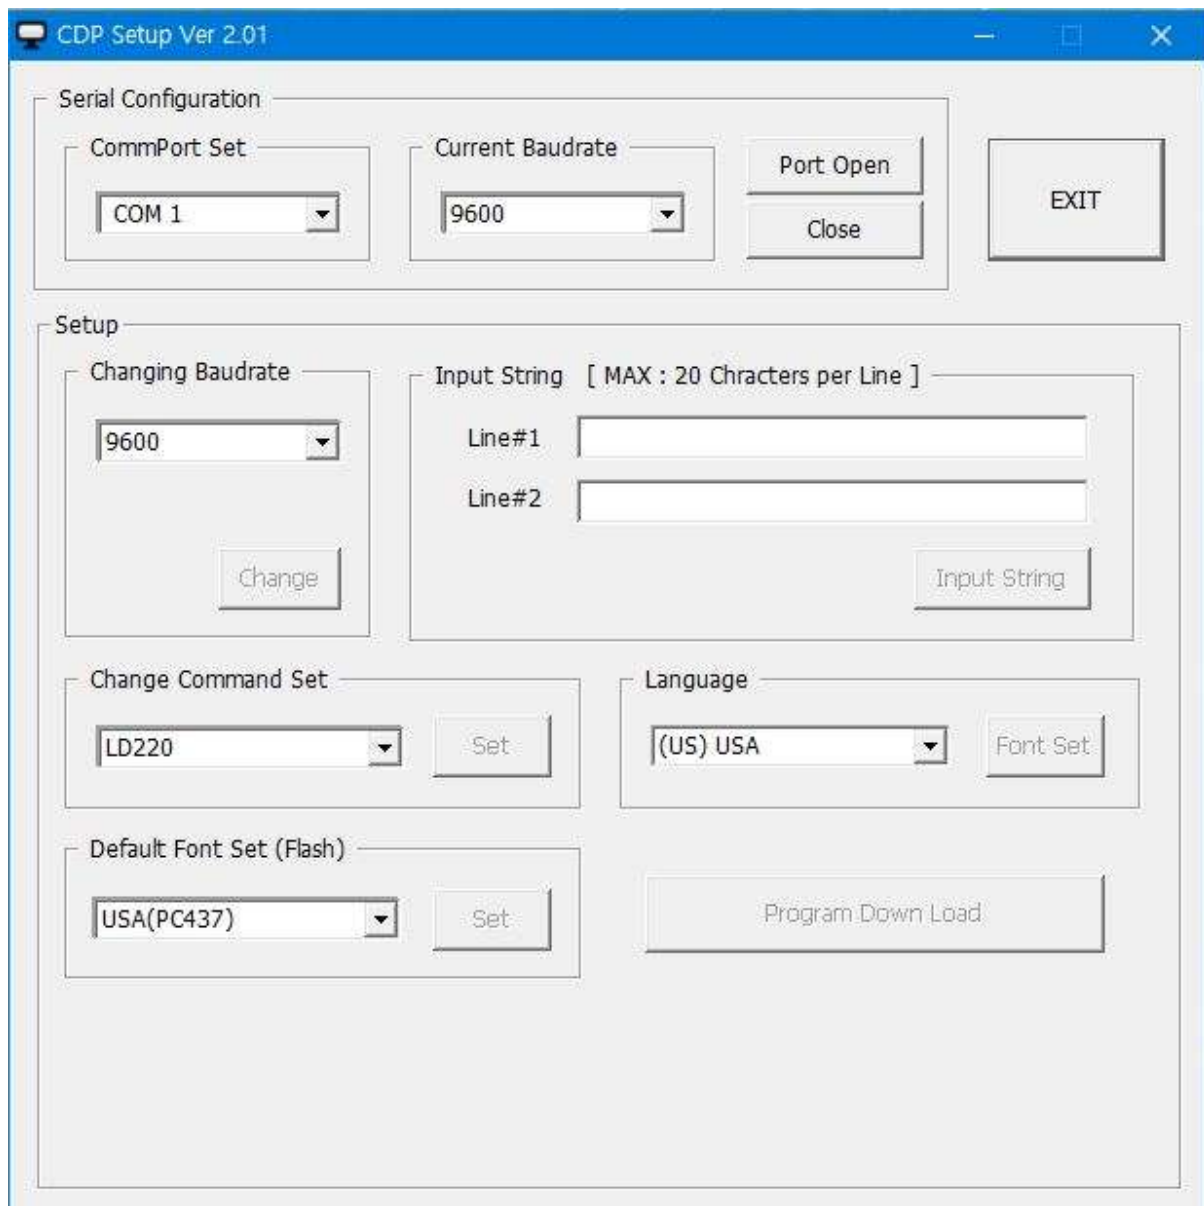 CDP Setup Ver 2.01
Serial Configuration
CommPort Set
COM 1
Current Baudrate
9600
Port Open
Close
EXIT
Setup
Changing Baudrate
9600
Change
Input String [ MAX : 20 Chracters per Line ]
Line#1
Line#2
Input String
Change Command Set
LD220
Set
Language
(US) USA
Font Set
Default Font Set (Flash)
USA(PC437)
Set
Program Down Load